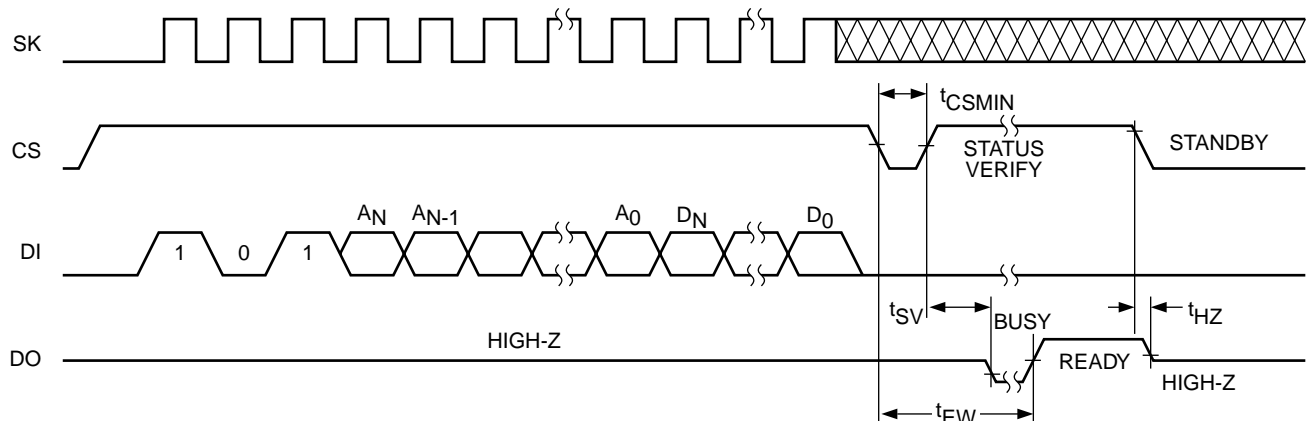 SK
tCSMIN
CS
STATUS
VERIFY
STANDBY
AN
AN-1
A0
DN
D0
DI
1
0
1
tSV
BUSY
tHZ
HIGH-Z
DO
READY
HIGH-Z
tEW